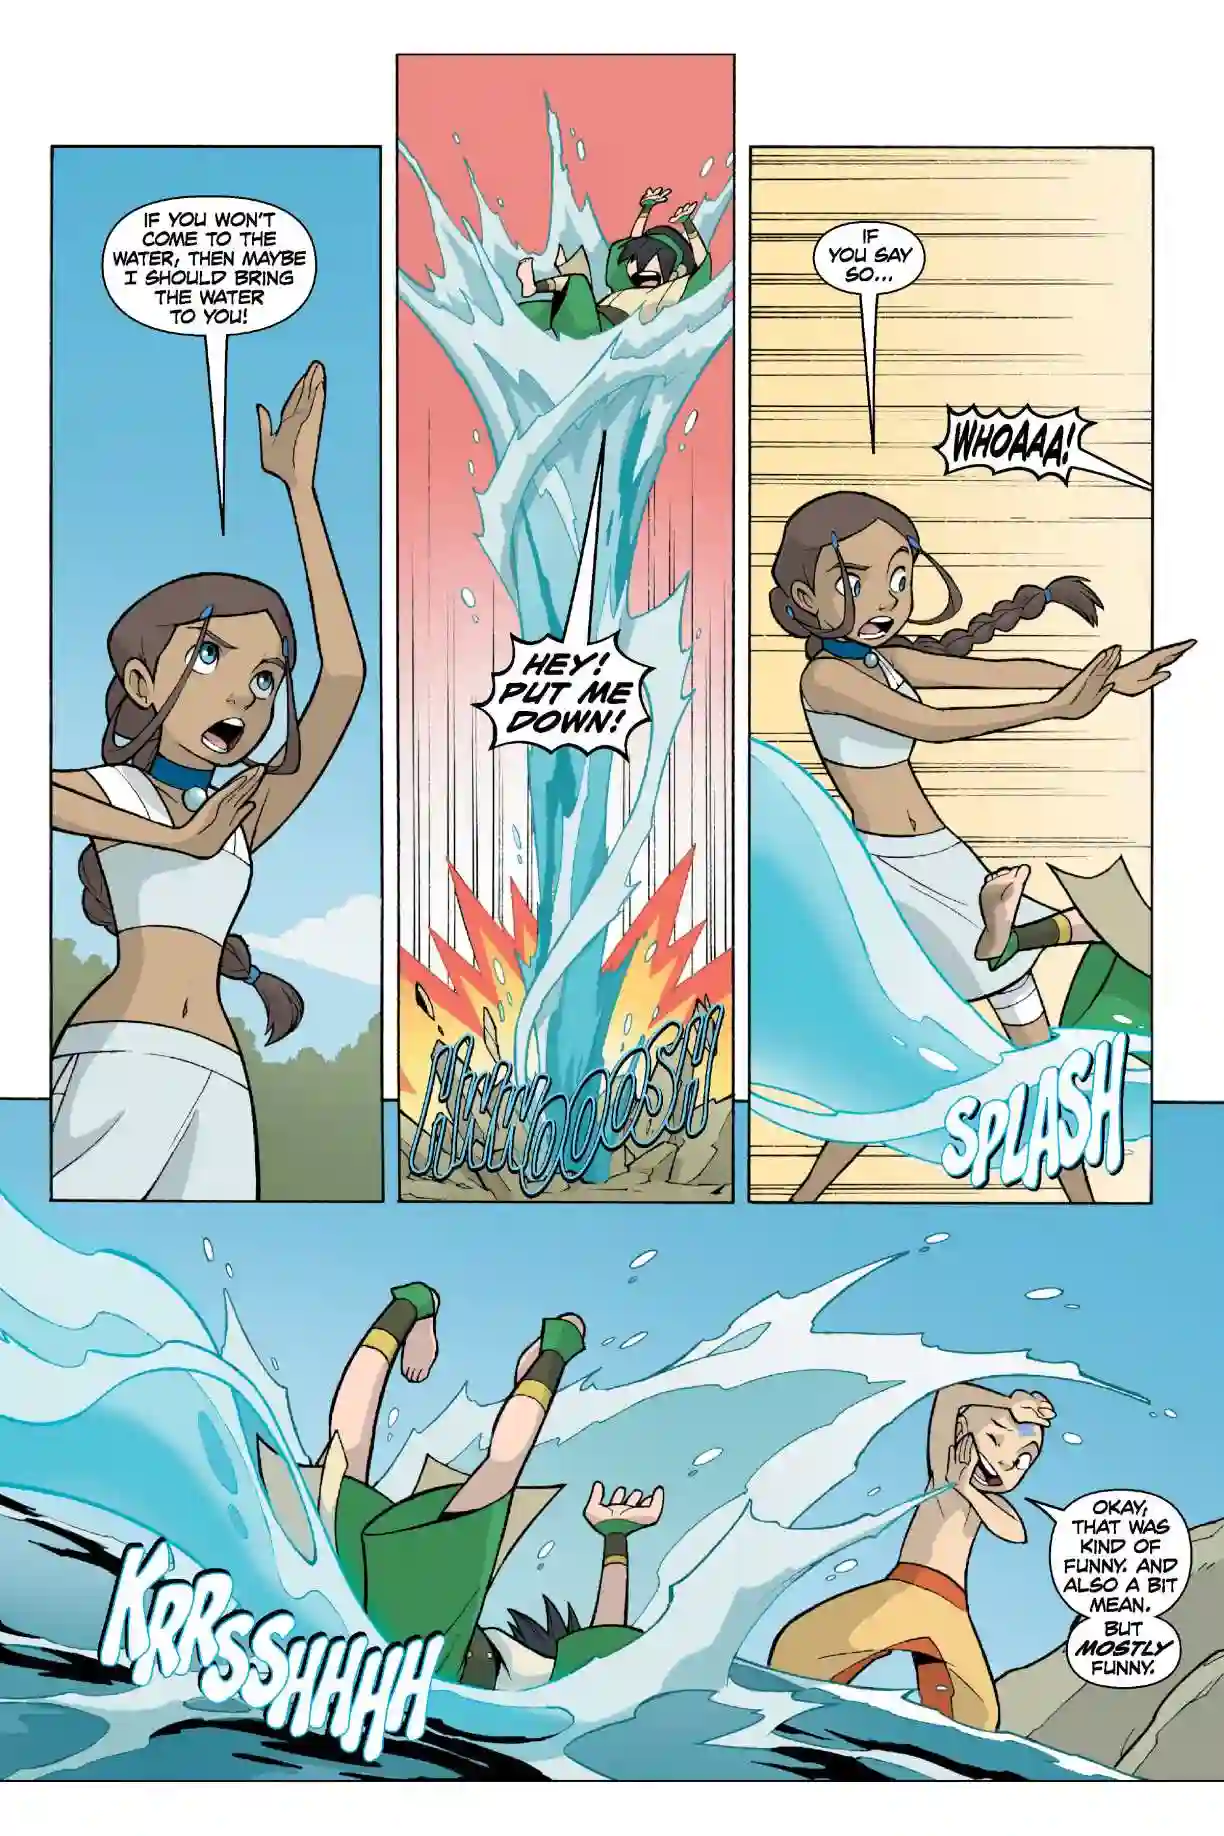 IF YOU WON'T
COME TO THE
WATER, THEN MAYBE
I SHOULD BRING
THE WATER
TO YOU!
HEY!
PUT ME
DOWN!
IF
YOU SAY
SO...
WHOAAA!
SPLASH
KRRRSSSHHHHH
OKAY,
THAT WAS
KIND OF
FUNNY. AND
ALSO A BIT
MEAN.
BUT
MOSTLY
FUNNY.